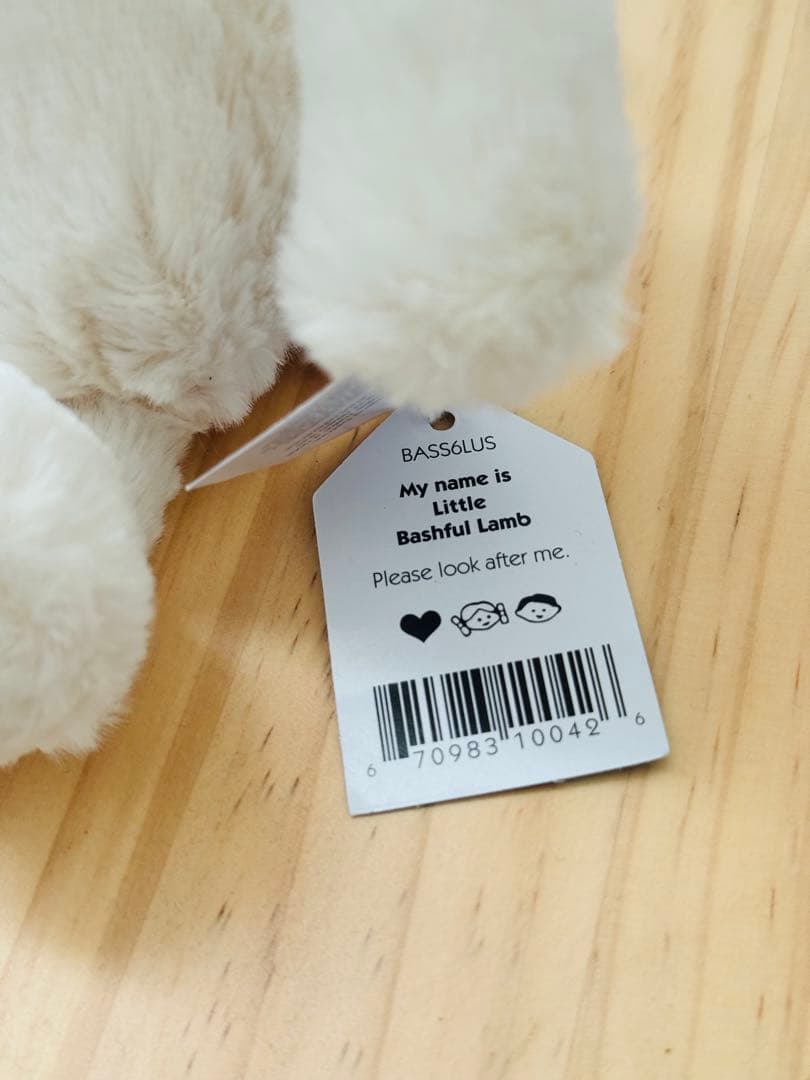 BASS6LUS
My name is
Little
Bashful Lamb
Please look after me.
6 70983 10042 6